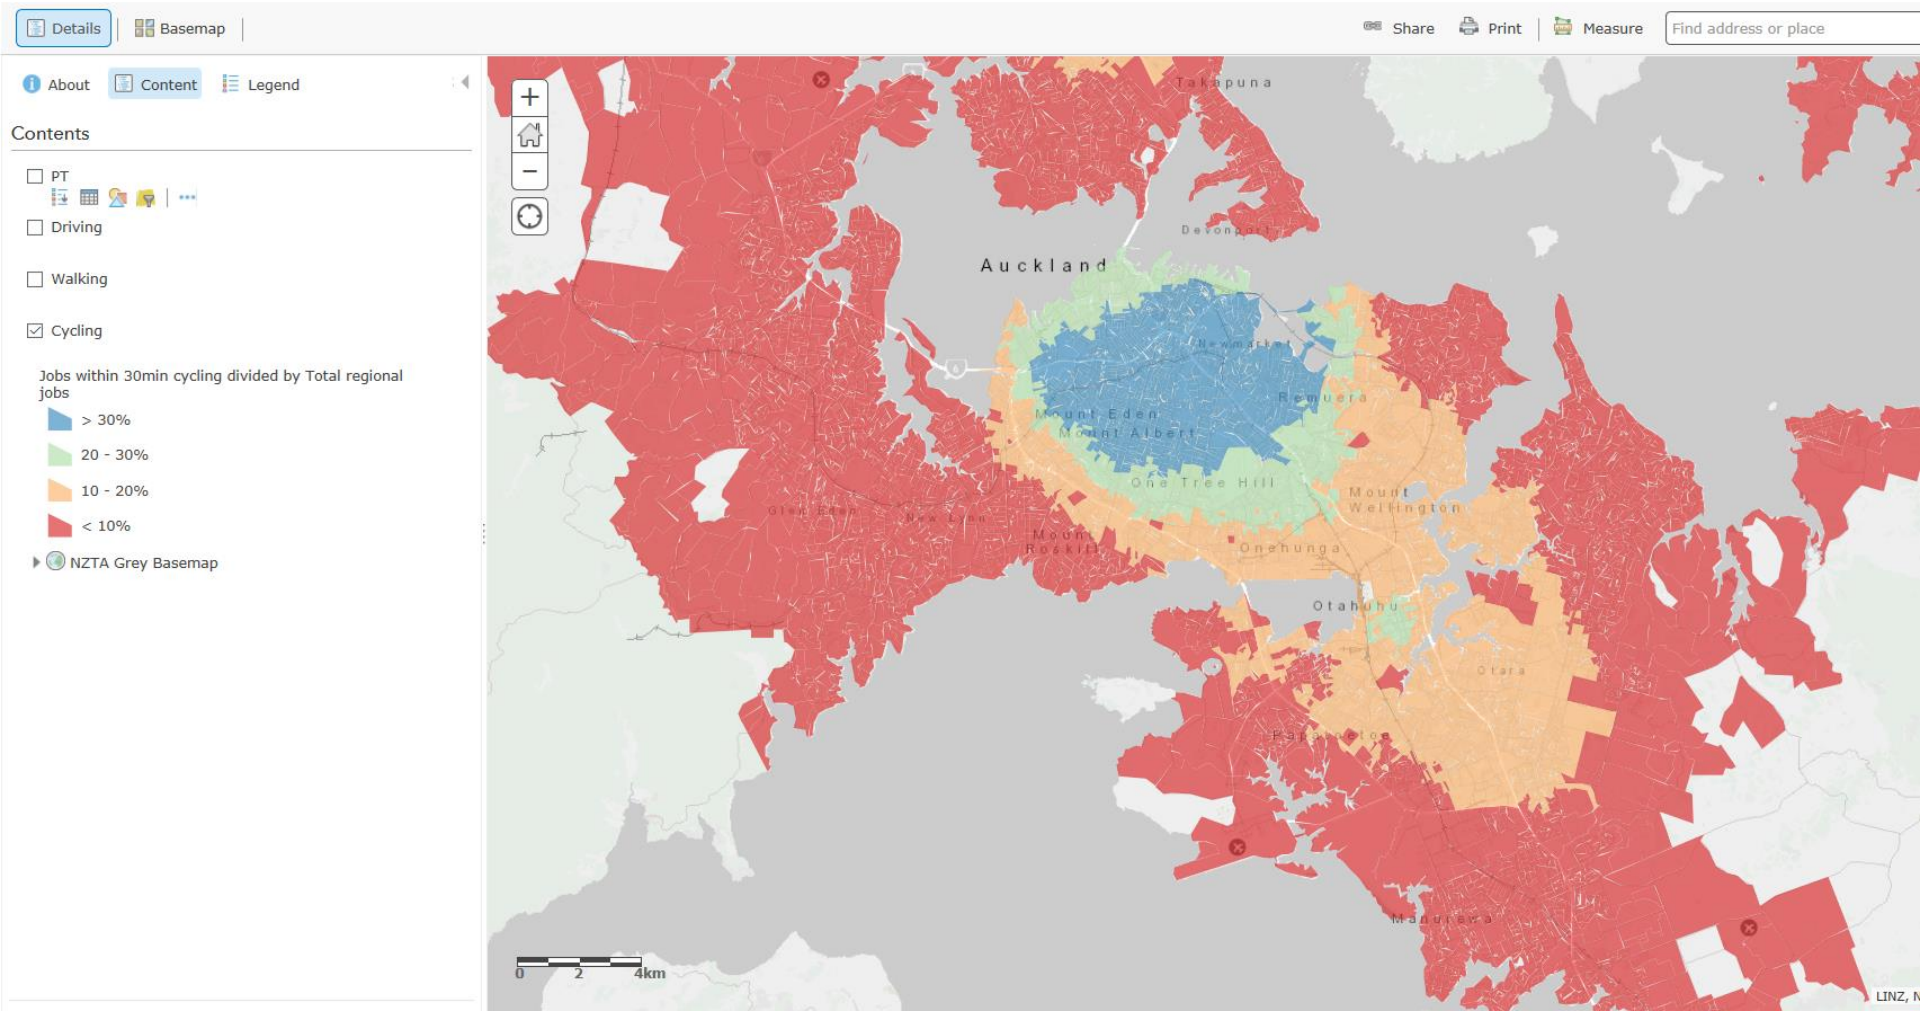 Details
Basemap
Share
Print
Measure
Find address or place
About
Content
Legend
Contents
PT
Driving
Walking
Cycling
Jobs within 30min cycling divided by Total regional
jobs
> 30%
20 - 30%
10 - 20%
< 10%
NZTA Grey Basemap
Takapuna
Devonport
Auckland
Newmarket
6
Remuera
Mount Eden
Mount Albert
One Tree Hill
Mount
Wellington
Glen Eden
New Lynn
Mount
Roskill
Onehunga
Otahuhu
Otara
Papatoetoe
Manurewa
0 2 4km
LINZ, N